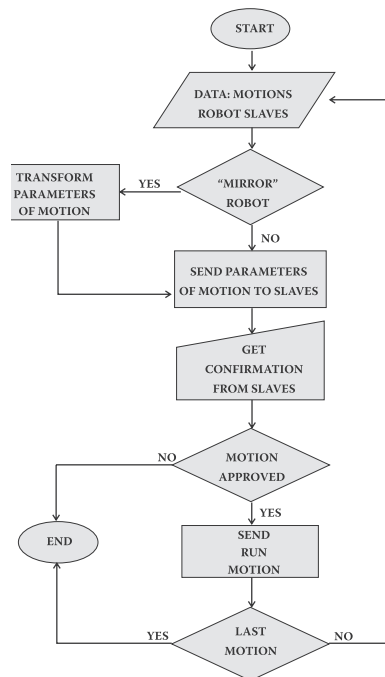 START
DATA: MOTIONS
ROBOT SLAVES
"MIRROR"
ROBOT
YES
TRANSFORM
PARAMETERS
OF MOTION
NO
SEND PARAMETERS
OF MOTION TO SLAVES
GET
CONFIRMATION
FROM SLAVES
MOTION
APPROVED
NO
YES
END
SEND
RUN
MOTION
LAST
MOTION
YES
NO